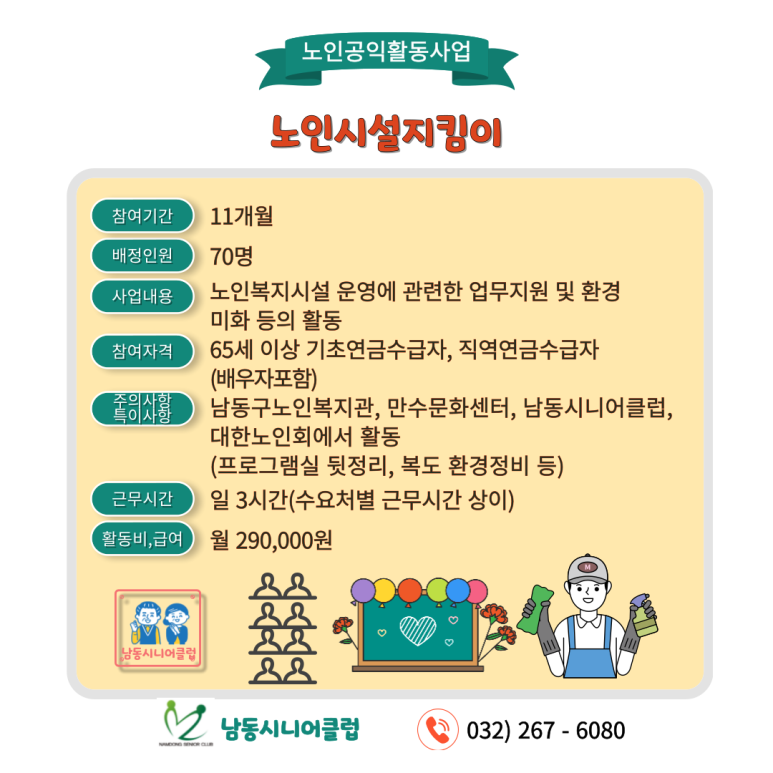 노인공익활동사업
노인시설지킴이
참여기간 11개월
배정인원 70명
사업내용 노인복지시설 운영에 관련한 업무지원 및 환경
미화 등의 활동
참여자격 65세 이상 기초연금수급자, 직역연금수급자
(배우자포함)
주의사항
특이사항
남동구노인복지관, 만수문화센터, 남동시니어클럽,
대한노인회에서 활동
(프로그램실 뒷정리, 복도 환경정비 등)
근무시간 일 3시간(수요처별 근무시간 상이)
활동비,급여 월 290,000원
M
남동시니어클럽
NAMDONG SENIOR CLUB
남동시니어클럽
032) 267 - 6080